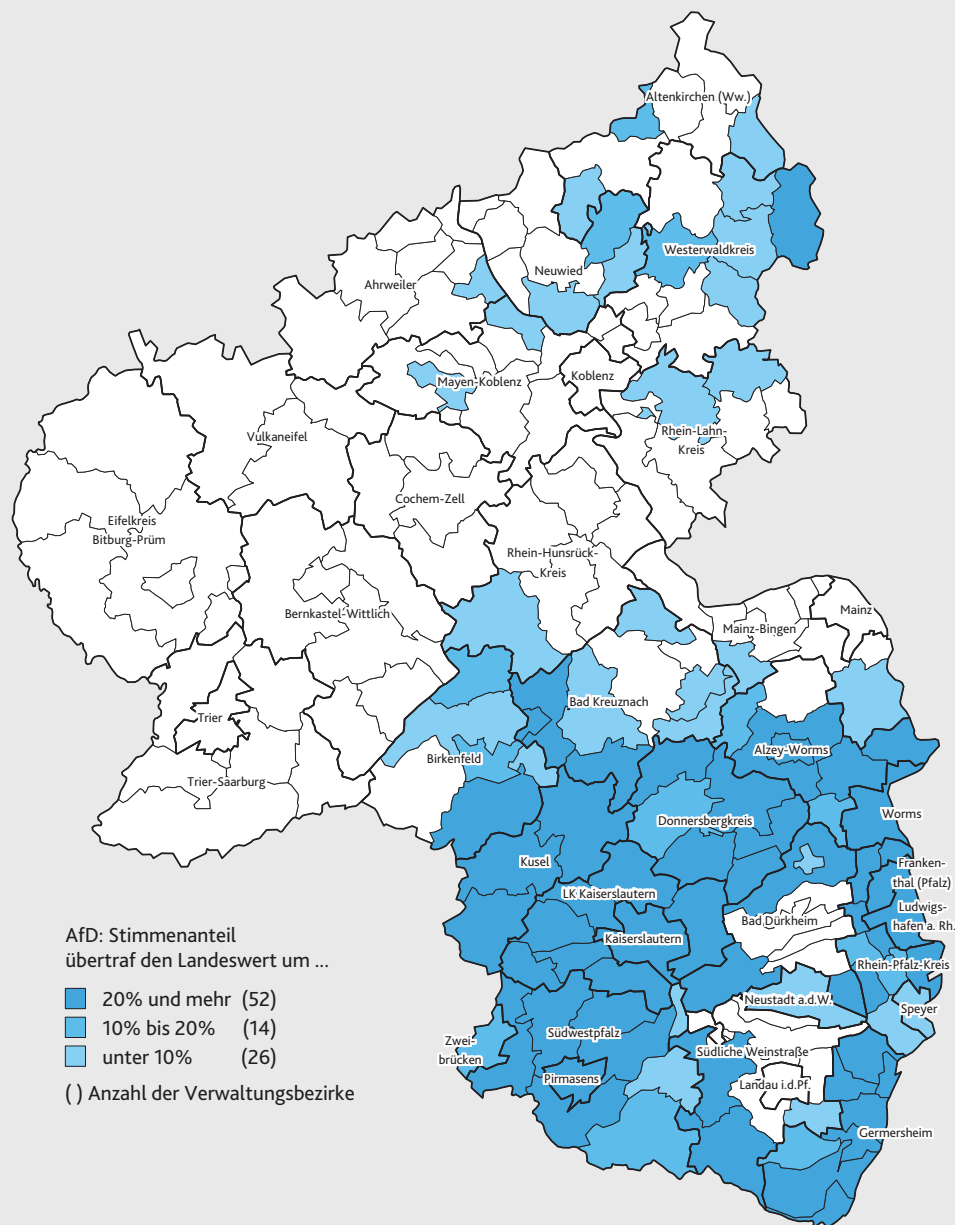 Altenkirchen (Ww.)
Westerwaldkreis
Neuwied
Ahrweiler
Mayen-Koblenz
Koblenz
Rhein-Lahn-
Kreis
Vulkaneifel
Cochem-Zell
Eifelkreis
Bitburg-Prüm
Rhein-Hunsrück-
Kreis
Bernkastel-Wittlich
Mainz
Mainz-Bingen
Bad Kreuznach
Trier
Alzey-Worms
Birkenfeld
Trier-Saarburg
Worms
Donnersbergkreis
Kusel
Franken-
thal (Pfalz)
LK Kaiserslautern
Ludwigs-
hafen a. Rh.
Bad Dürkheim
Kaiserslautern
Rhein-Pfalz-Kreis
Neustadt a.d.W.
Speyer
Zwei-
brücken
Südwestpfalz
Südliche Weinstraße
Pirmasens
Landau i.d.Pf.
Germersheim
AfD: Stimmenanteil
übertraf den Landeswert um ...
20% und mehr (52)
10% bis 20% (14)
unter 10% (26)
( ) Anzahl der Verwaltungsbezirke